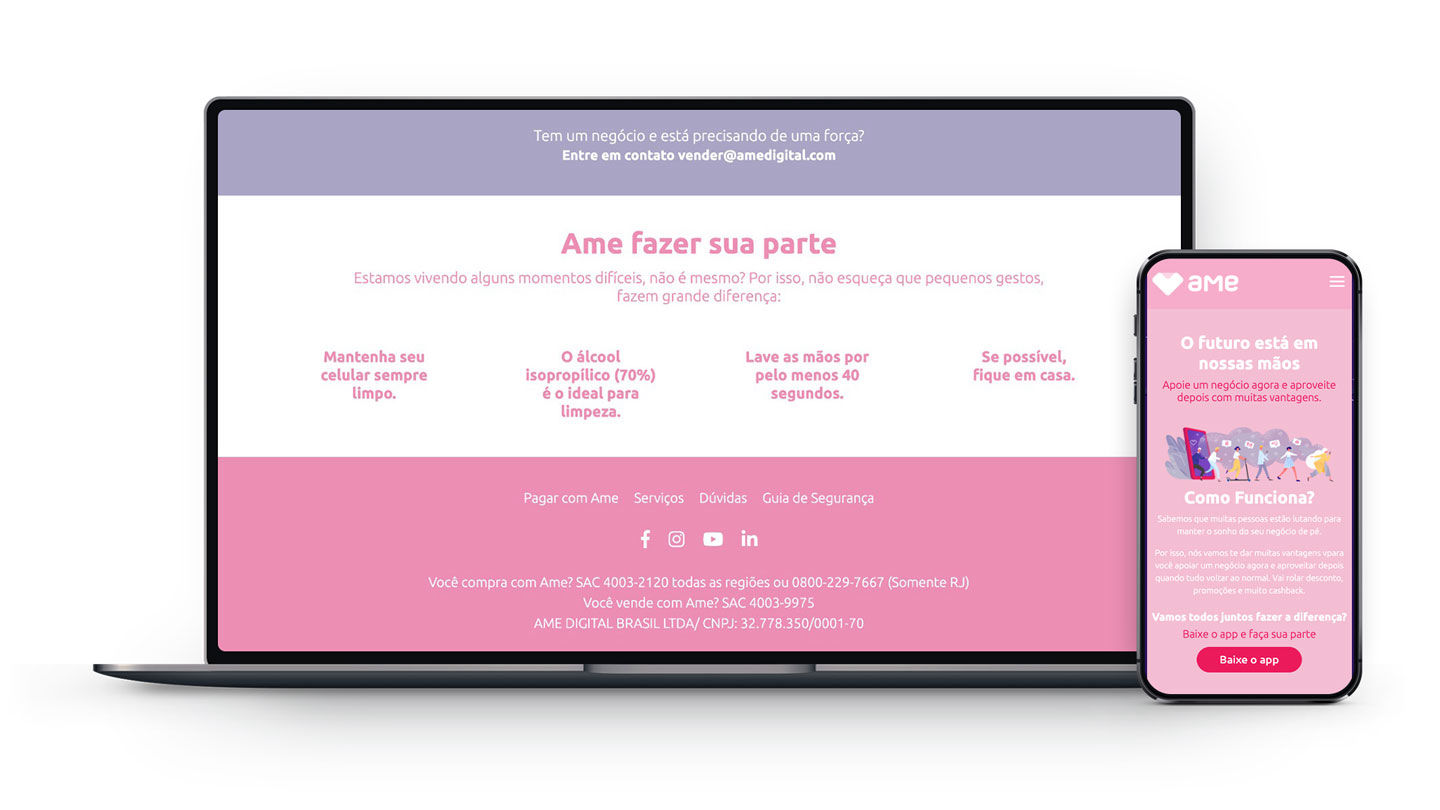 Tem um negócio e está precisando de uma força?
Entre em contato vender@amedigital.com
Ame fazer sua parte
Estamos vivendo alguns momentos difíceis, não é mesmo? Por isso, não esqueça que pequenos gestos,
fazem grande diferença:
Mantenha seu
celular sempre
limpo.
O álcool
isopropílico (70%)
é o ideal para
limpeza.
Lave as mãos por
pelo menos 40
segundos.
Se possível,
fique em casa.
Pagar com Ame Serviços Dúvidas Guia de Segurança
Você compra com Ame? SAC 4003-2120 todas as regiões ou 0800-229-7667 (Somente RJ)
Você vende com Ame? SAC 4003-9975
AME DIGITAL BRASIL LTDA/ CNPJ: 32.778.350/0001-70
ame
O futuro está em
nossas mãos
Apoie um negócio agora e aproveite
depois com muitas vantagens.
Como Funciona?
Sabemos que muitas pessoas estão lutando para
manter o sonho do seu negócio de pé.
Por isso, nós vamos te dar muitas vantagens vpara
você apoiar um negócio agora e aproveitar depois
quando tudo voltar ao normal. Vai rolar desconto,
promoções e muito cashback.
Vamos todos juntos fazer a diferença?
Baixe o app e faça sua parte
Baixe o app